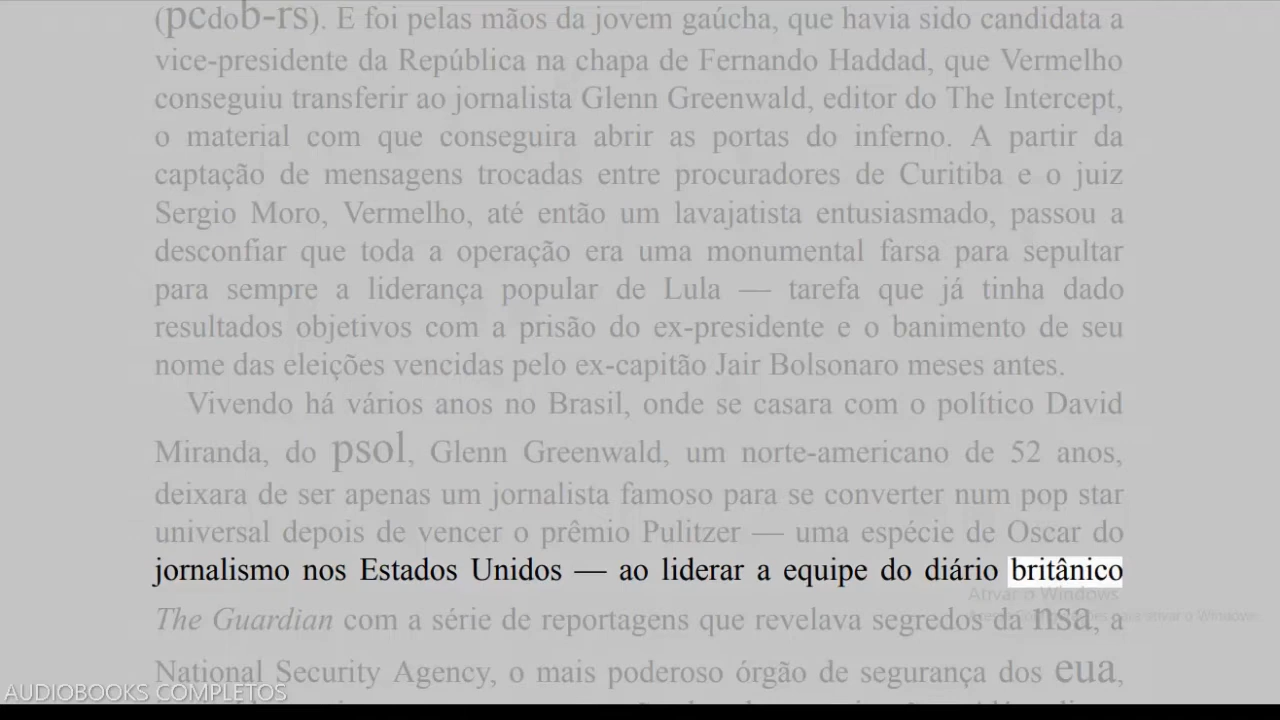 (pcdob-rs). E foi pelas mãos da jovem gaúcha, que havia sido candidata a
vice-presidente da República na chapa de Fernando Haddad, que Vermelho
conseguiu transferir ao jornalista Glenn Greenwald, editor do The Intercept,
o material com que conseguira abrir as portas do inferno. A partir da
captação de mensagens trocadas entre procuradores de Curitiba e o juiz
Sergio Moro, Vermelho, até então um lavajatista entusiasmado, passou a
desconfiar que toda a operação era uma monumental farsa para sepultar
para sempre a liderança popular de Lula — tarefa que já tinha dado
resultados objetivos com a prisão do ex-presidente e o banimento de seu
nome das eleições vencidas pelo ex-capitão Jair Bolsonaro meses antes.
Vivendo há vários anos no Brasil, onde se casara com o político David
Miranda, do psol, Glenn Greenwald, um norte-americano de 52 anos,
deixara de ser apenas um jornalista famoso para se converter num pop star
universal depois de vencer o prêmio Pulitzer — uma espécie de Oscar do
jornalismo nos Estados Unidos — ao liderar a equipe do diário britânico
Ativar o Windows
The Guardian com a série de reportagens que revelava segredos da nsa, a
para ativar o Windows.
National Security Agency, o mais poderoso órgão de segurança dos eua,
AUDIOBOOKS COMPLETOS